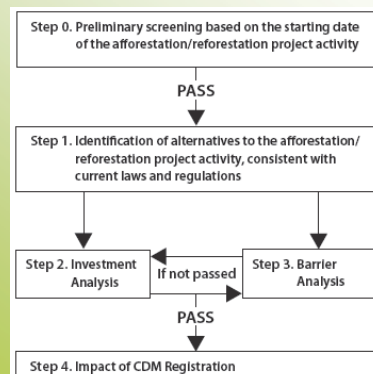 Step 0. Preliminary screening based on the starting date
of the afforestation/reforestation project activity
PASS
Step 1. Identification of alternatives to the afforestation/
reforestation project activity, consistent with
current laws and regulations
Step 2. Investment
Analysis
If not passed
Step 3. Barrier
Analysis
PASS
Step 4. Impact of CDM Registration